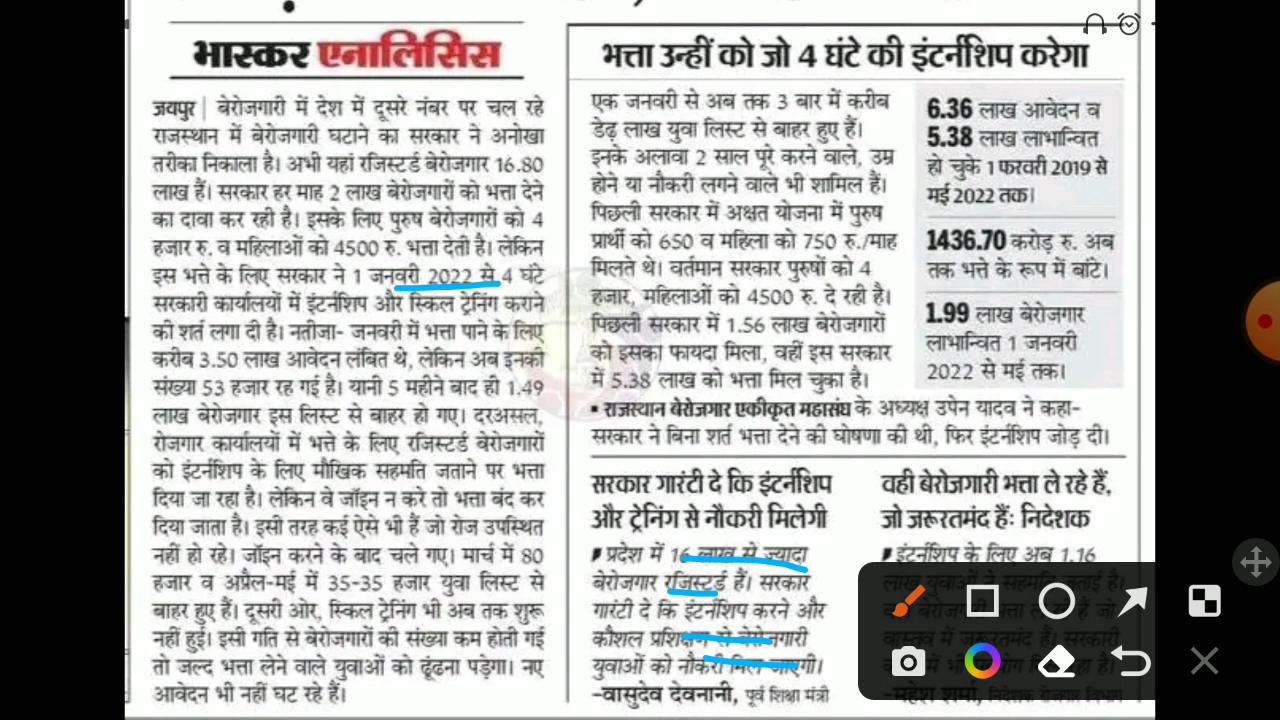 भास्कर एनालिसिस
जयपुर | बेरोजगारी में देश में दूसरे नंबर पर चल रहे
राजस्थान में बेरोजगारी घटाने का सरकार ने अनोखा
तरीका निकाला है। अभी यहां रजिस्टर्ड बेरोजगार 16.80
लाख हैं। सरकार हर माह 2 लाख बेरोजगारों को भत्ता देने
का दावा कर रही है। इसके लिए पुरुष बेरोजगारों को 4
हजार रु. व महिलाओं को 4500 रु. भत्ता देती है। लेकिन
इस भत्ते के लिए सरकार ने 1 जनवरी 2022 से 4 घंटे
सरकारी कार्यालयों में इंटर्नशिप और स्किल ट्रेनिंग कराने
की शर्त लगा दी है। नतीजा- जनवरी में भत्ता पाने के लिए
करीब 3.50 लाख आवेदन लंबित थे, लेकिन अब इनकी
संख्या 53 हजार रह गई है। यानी 5 महीने बाद ही 1.49
लाख बेरोजगार इस लिस्ट से बाहर हो गए। दरअसल,
रोजगार कार्यालयों में भत्ते के लिए रजिस्टर्ड बेरोजगारों
को इंटर्नशिप के लिए मौखिक सहमति जताने पर भत्ता
दिया जा रहा है। लेकिन वे जॉइन न करे तो भत्ता बंद कर
दिया जाता है। इसी तरह कई ऐसे भी हैं जो रोज उपस्थित
नहीं हो रहे। जॉइन करने के बाद चले गए। मार्च में 80
हजार व अप्रैल-मई में 35-35 हजार युवा लिस्ट से
बाहर हुए हैं। दूसरी ओर, स्किल ट्रेनिंग भी अब तक शुरू
नहीं हुई। इसी गति से बेरोजगारों की संख्या कम होती गई
तो जल्द भत्ता लेने वाले युवाओं को ढूंढना पड़ेगा। नए
आवेदन भी नहीं घट रहे हैं।
भत्ता उन्हीं को जो 4 घंटे की इंटर्नशिप करेगा
एक जनवरी से अब तक 3 बार में करीब
डेढ़ लाख युवा लिस्ट से बाहर हुए हैं।
इनके अलावा 2 साल पूरे करने वाले, उम्र
होने या नौकरी लगने वाले भी शामिल हैं।
पिछली सरकार में अक्षत योजना में पुरुष
प्रार्थी को 650 व महिला को 750 रु./माह
मिलते थे। वर्तमान सरकार पुरुषों को 4
हजार, महिलाओं को 4500 रु. दे रही है।
पिछली सरकार में 1.56 लाख बेरोजगारों
को इसका फायदा मिला, वहीं इस सरकार
में 5.38 लाख को भत्ता मिल चुका है।
6.36 लाख आवेदन व
5.38 लाख लाभान्वित
हो चुके 1 फरवरी 2019 से
मई 2022 तक।
1436.70 करोड़ रु. अब
तक भत्ते के रूप में बांटे।
1.99 लाख बेरोजगार
लाभान्वित 1 जनवरी
2022 से मई तक।
▪ राजस्थान बेरोजगार एकीकृत महासंघ के अध्यक्ष उपेन यादव ने कहा-
सरकार ने बिना शर्त भत्ता देने की घोषणा की थी, फिर इंटर्नशिप जोड़ दी।
सरकार गारंटी दे कि इंटर्नशिप
और ट्रेनिंग से नौकरी मिलेगी
प्रदेश में 16 लाख से ज्यादा
बेरोजगार रजिस्टर्ड हैं। सरकार
गारंटी दे कि इंटर्नशिप करने और
कौशल प्रशिक्षण से बेरोजगारी
युवाओं को नौकरी मिल जाएगी।
-वासुदेव देवनानी, पूर्व शिक्षा मंत्री
वही बेरोजगारी भत्ता ले रहे हैं,
जो जरूरतमंद हैंः निदेशक
इंटर्नशिप के लिए अब 1.16
लाख युवाओं ने सहमति जताई है।
-महेश शर्मा, निदेशक रोजगार विभाग